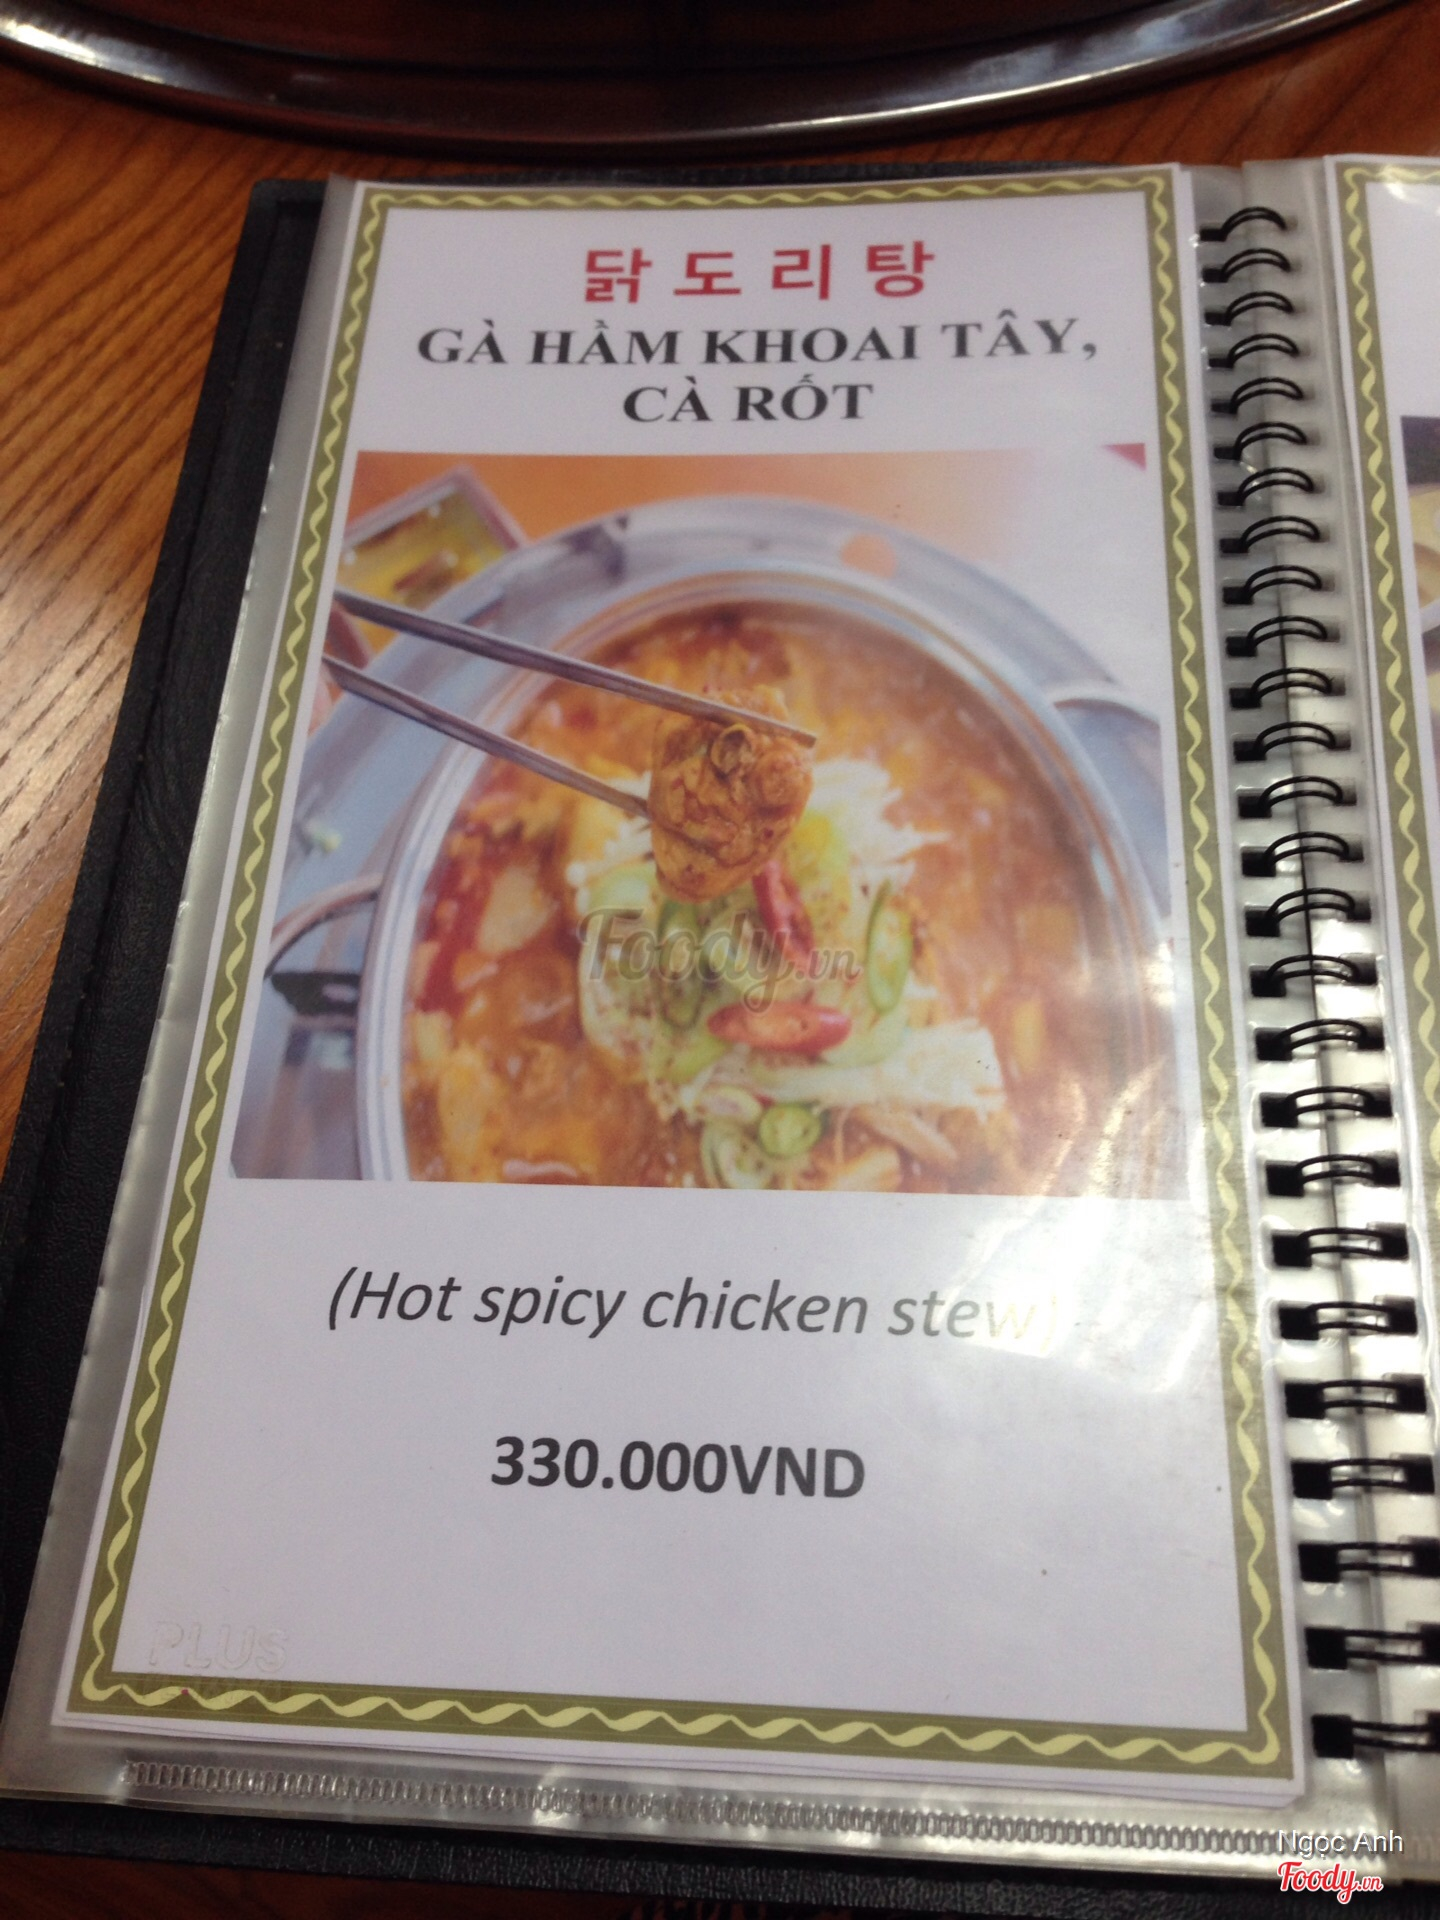 닭도리탕
GÀ HẦM KHOAI TÂY,
CÀ RỐT
Foody.vn
(Hot spicy chicken stew)
330.000VND
PLUS
Ngọc Anh
Foody.vn